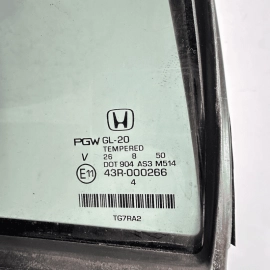 PGW GL-20
TEMPERED
V 26 8 50
DOT 904 AS3 M514
E11 43R-000266
4
TG7RA2